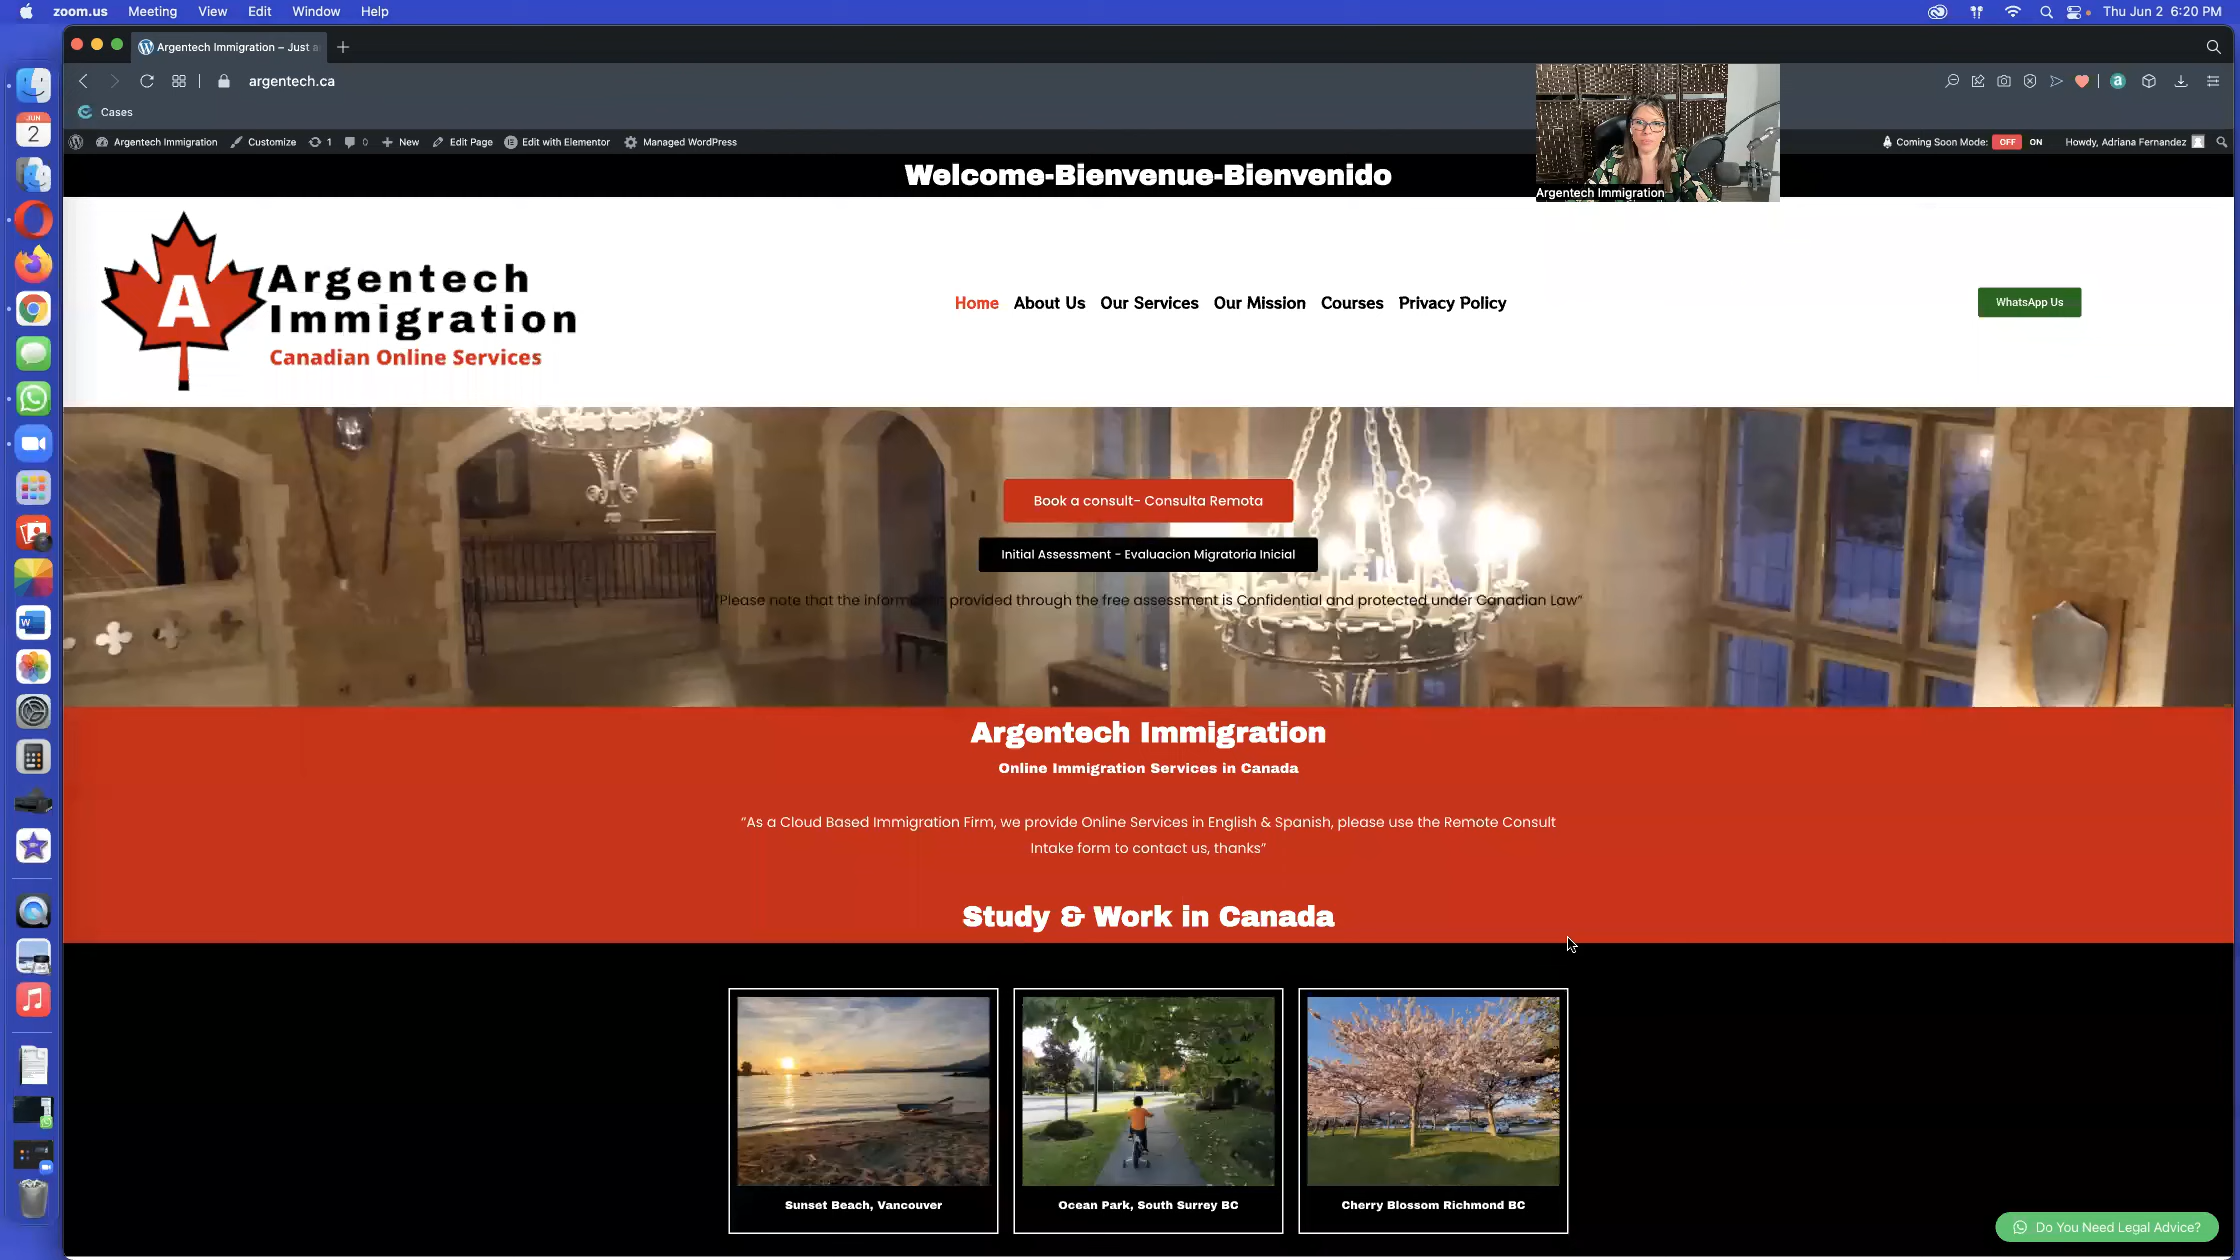 zoom.us Meeting View Edit Window Help
Thu Jun 2 6:20 PM
Argentech Immigration – Just a
argentech.ca
Cases
Argentech Immigration Customize 1 0 New Edit Page Edit with Elementor Managed WordPress
Coming Soon Mode: OFF ON Howdy, Adriana Fernandez
JUN
2
W
a
Argentech Immigration
Welcome-Bienvenue-Bienvenido
A
Argentech
Immigration
Canadian Online Services
Home About Us Our Services Our Mission Courses Privacy Policy
WhatsApp Us
Book a consult- Consulta Remota
Initial Assessment - Evaluacion Migratoria Inicial
"Please note that the information provided through the free assessment is Confidential and protected under Canadian Law"
Argentech Immigration
Online Immigration Services in Canada
"As a Cloud Based Immigration Firm, we provide Online Services in English & Spanish, please use the Remote Consult
Intake form to contact us, thanks"
Study & Work in Canada
Sunset Beach, Vancouver
Ocean Park, South Surrey BC
Cherry Blossom Richmond BC
Do You Need Legal Advice?